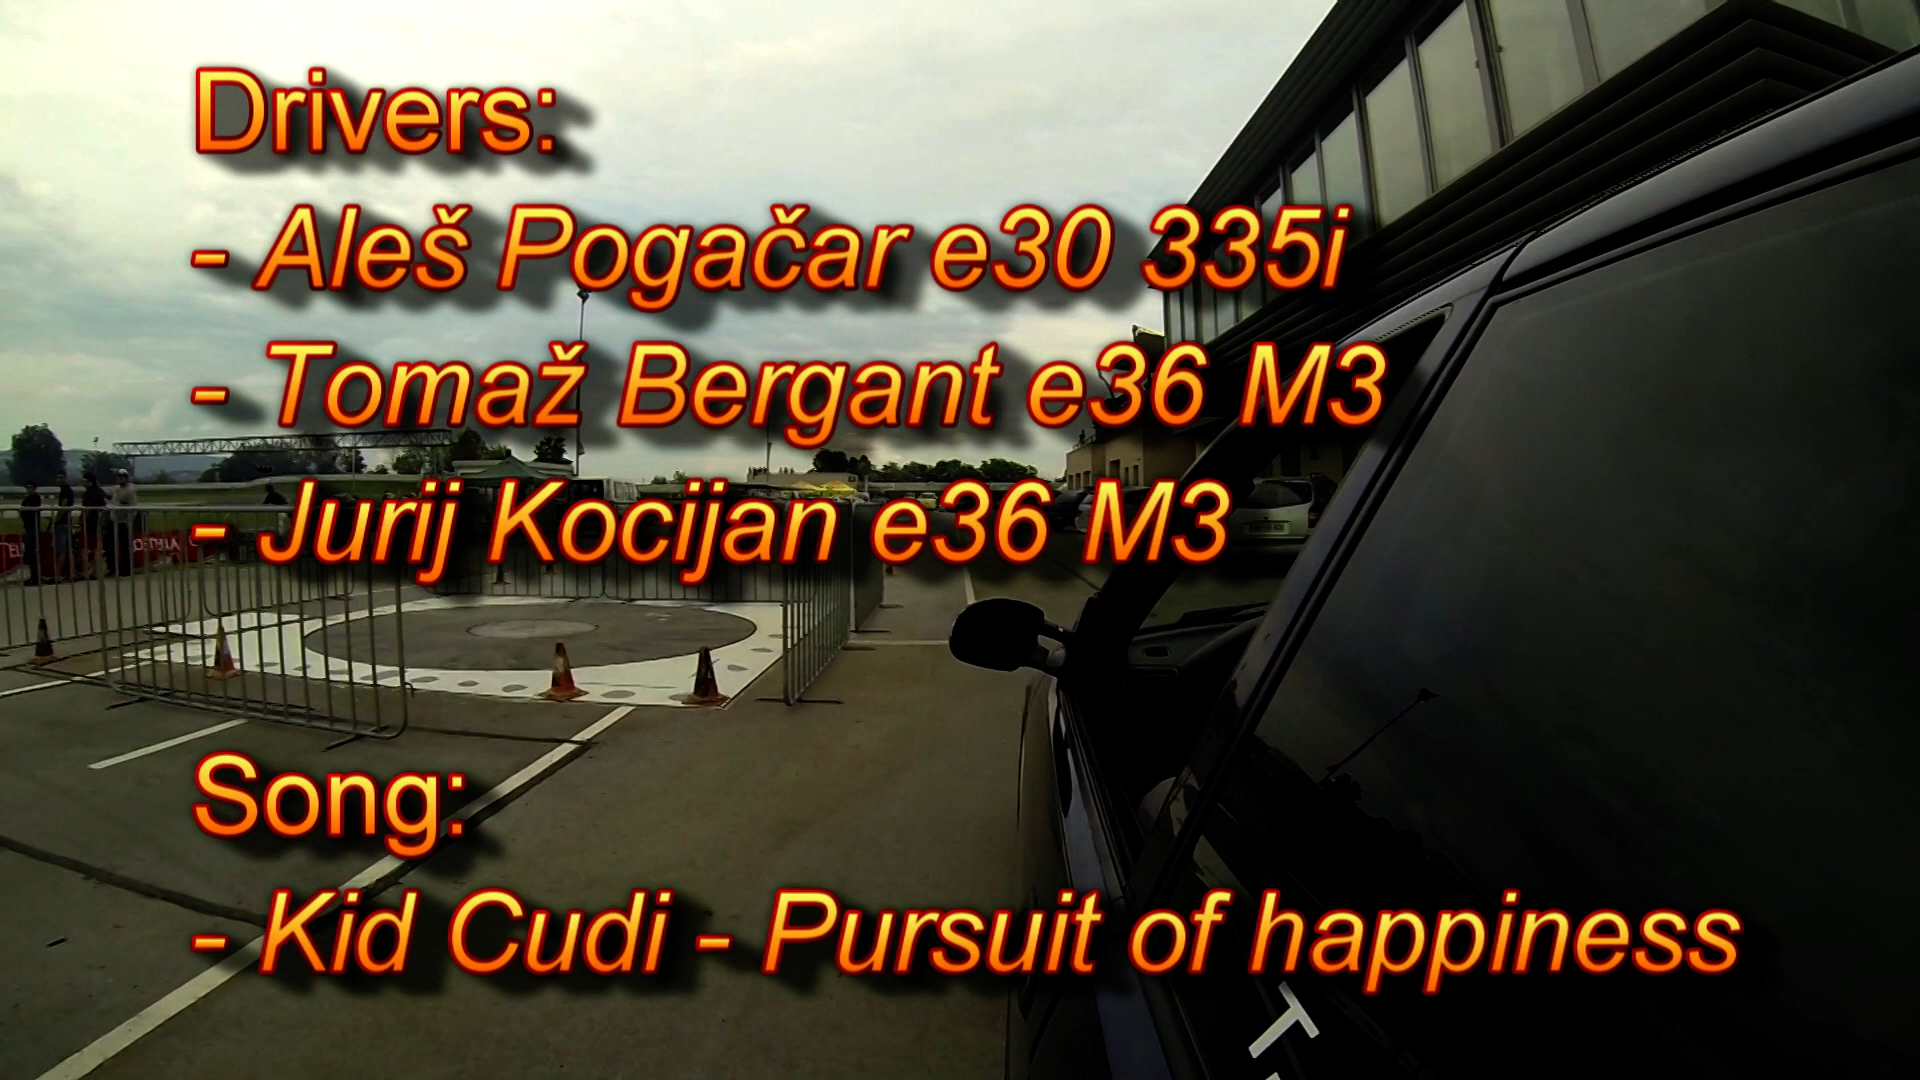 Drivers:
- Aleš Pogačar e30 335i
- Tomaž Bergant e36 M3
- Jurij Kocijan e36 M3
Song:
- Kid Cudi - Pursuit of happiness